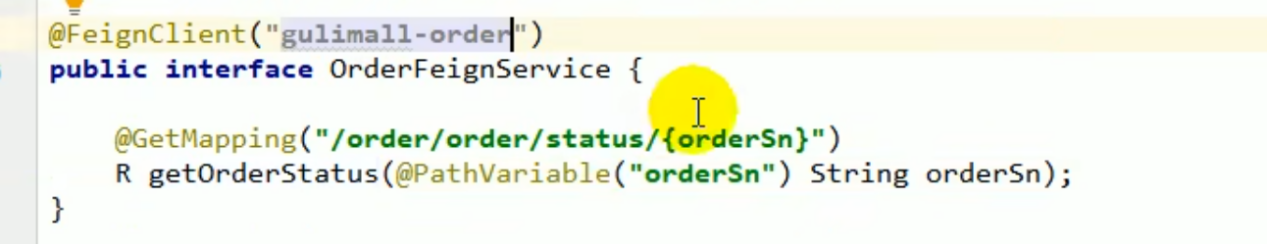 @FeignClient("gulimall-order")
public interface OrderFeignService {
@GetMapping("/order/order/status/{orderSn}")
R getOrderStatus(@PathVariable("orderSn") String orderSn);
}